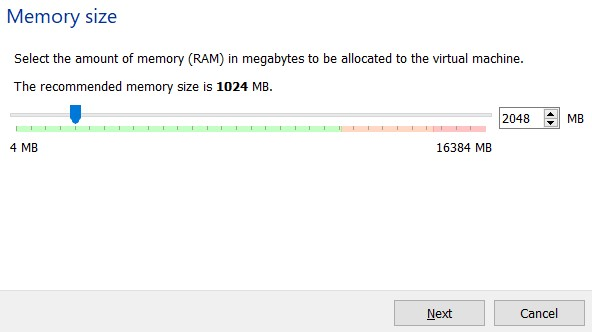 Memory size
Select the amount of memory (RAM) in megabytes to be allocated to the virtual machine.
The recommended memory size is 1024 MB.
2048 MB
4 MB 16384 MB
Next Cancel